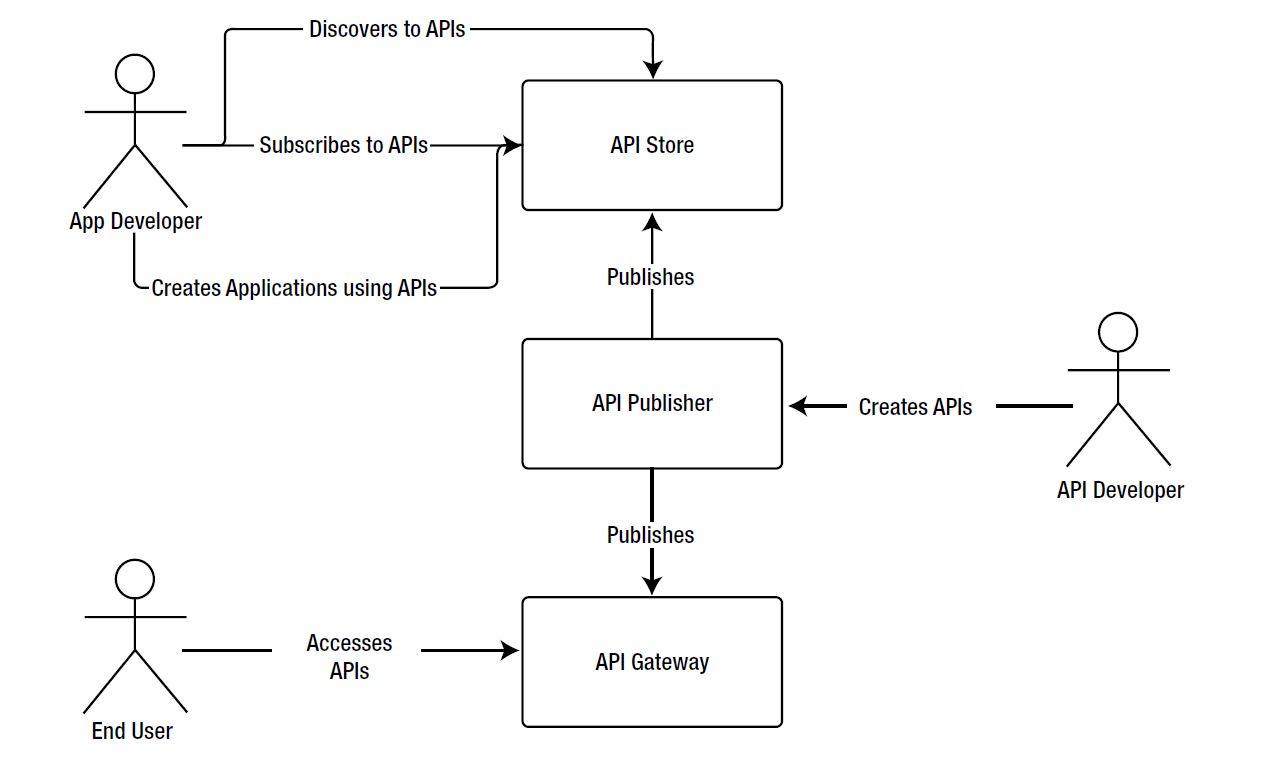 Discovers to APIs
Subscribes to APIs
API Store
App Developer
Creates Applications using APIs
Publishes
API Publisher
Creates APIs
API Developer
Publishes
Accesses
APIs
API Gateway
End User